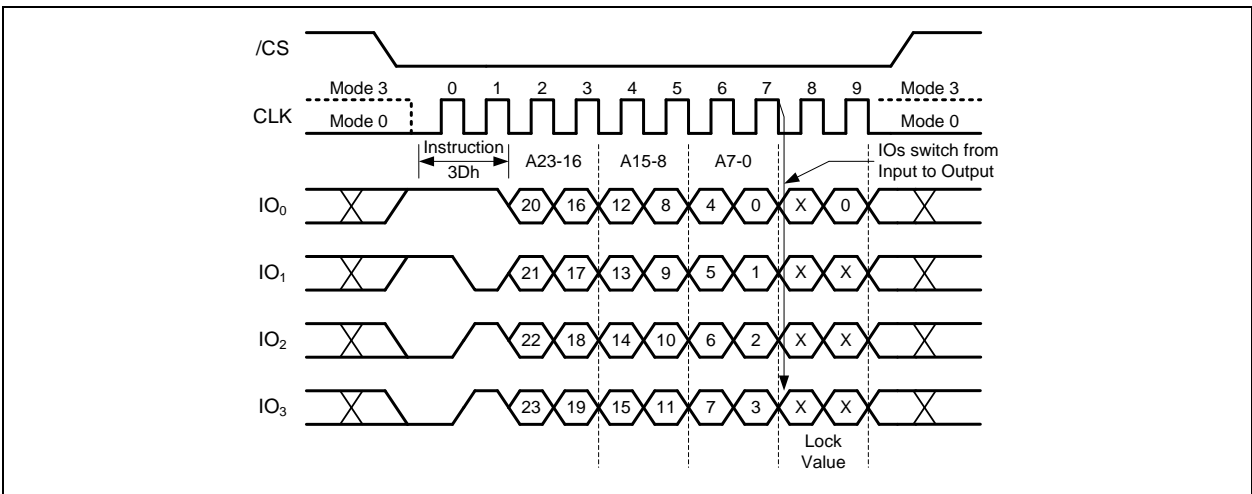 /CS
Mode 3 0 1 2 3 4 5 6 7 8 9 Mode 3
CLK Mode 0 Mode 0
Instruction A23-16 A15-8 A7-0 IOs switch from
3Dh Input to Output
IO₀ 20 16 12 8 4 0 X 0
IO₁ 21 17 13 9 5 1 X X
IO₂ 22 18 14 10 6 2 X X
IO₃ 23 19 15 11 7 3 X X
Lock
Value